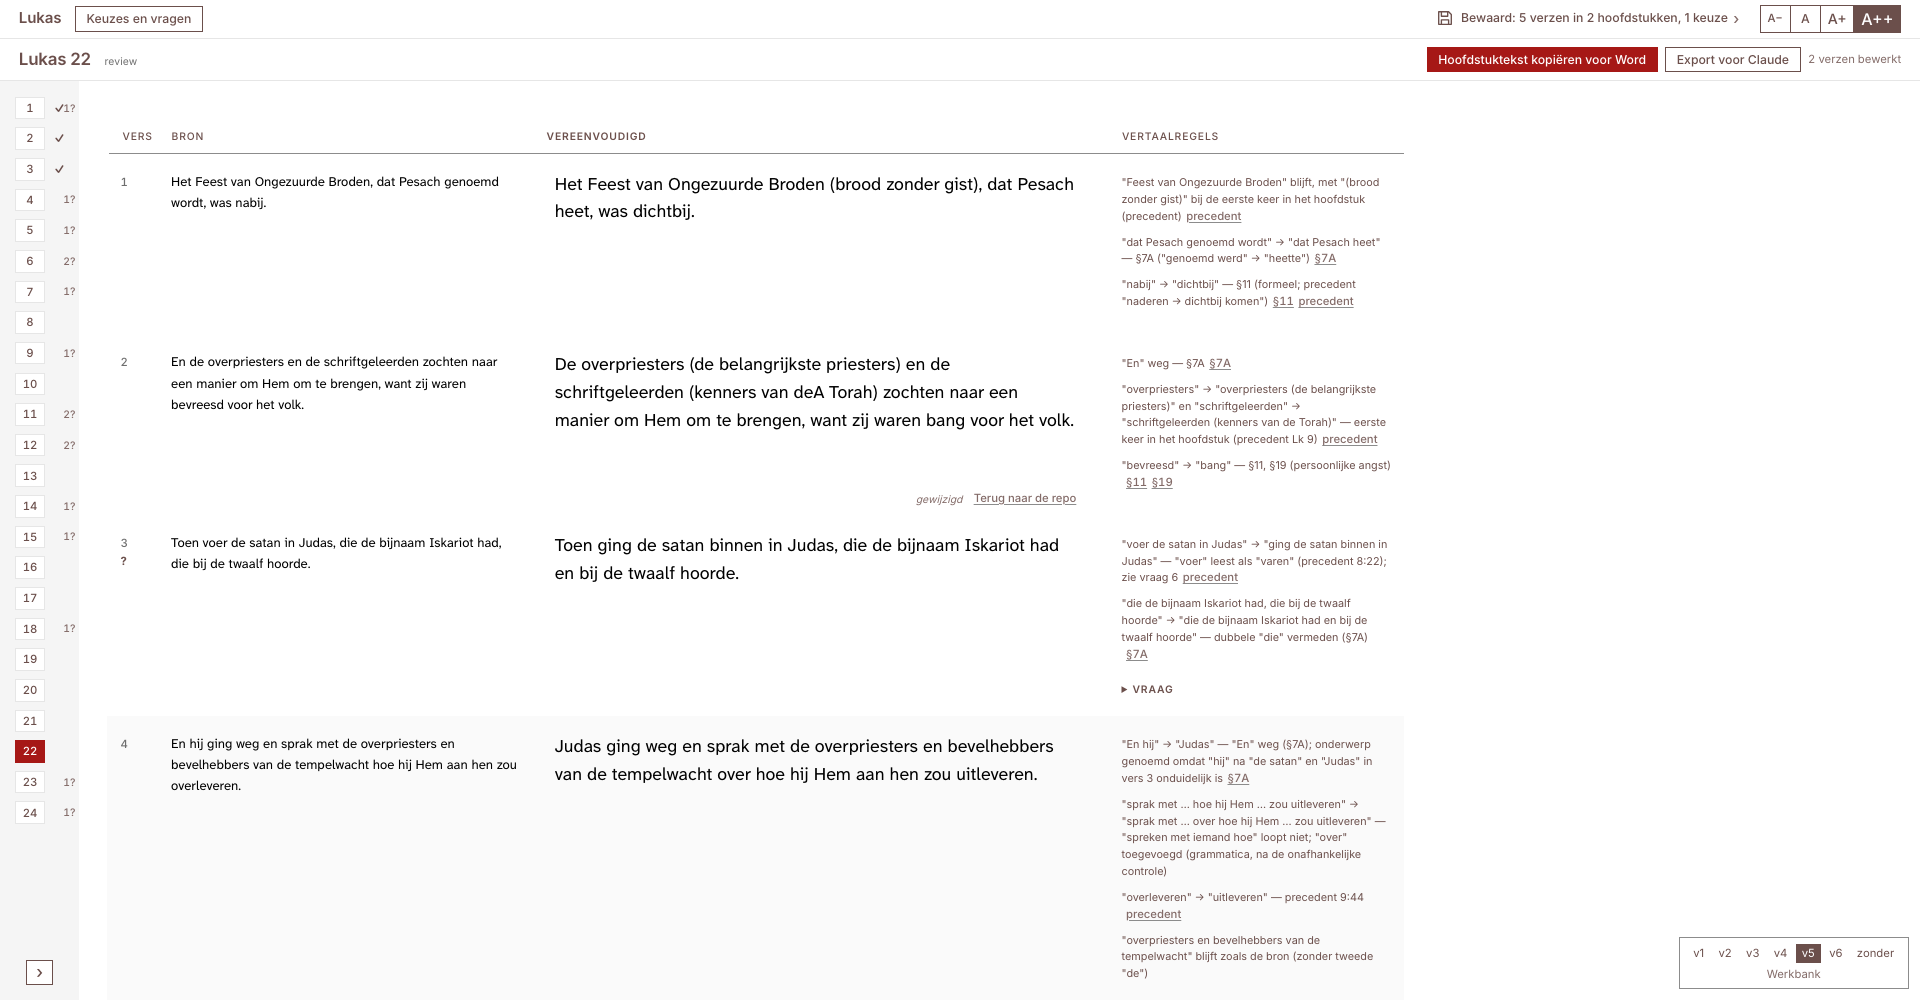 Lukas
Keuzes en vragen
Bewaard: 5 verzen in 2 hoofdstukken, 1 keuze ›
A−
A
A+
A++
Lukas 22
review
Hoofdstuktekst kopiëren voor Word
Export voor Claude
2 verzen bewerkt
1 ✓1?
2 ✓
3 ✓
4 1?
5 1?
6 2?
7 1?
8
9 1?
10
11 2?
12 2?
13
14 1?
15 1?
16
17
18 1?
19
20
21
22
23 1?
24 1?
›
VERS
BRON
VEREENVOUDIGD
VERTAALREGELS
1
Het Feest van Ongezuurde Broden, dat Pesach genoemd
wordt, was nabij.
Het Feest van Ongezuurde Broden (brood zonder gist), dat Pesach
heet, was dichtbij.
"Feest van Ongezuurde Broden" blijft, met "(brood
zonder gist)" bij de eerste keer in het hoofdstuk
(precedent) precedent
"dat Pesach genoemd wordt" → "dat Pesach heet"
— §7A ("genoemd werd" → "heette") §7A
"nabij" → "dichtbij" — §11 (formeel; precedent
"naderen → dichtbij komen") §11 precedent
2
En de overpriesters en de schriftgeleerden zochten naar
een manier om Hem om te brengen, want zij waren
bevreesd voor het volk.
De overpriesters (de belangrijkste priesters) en de
schriftgeleerden (kenners van deA Torah) zochten naar een
manier om Hem om te brengen, want zij waren bang voor het volk.
gewijzigd Terug naar de repo
"En" weg — §7A §7A
"overpriesters" → "overpriesters (de belangrijkste
priesters)" en "schriftgeleerden" →
"schriftgeleerden (kenners van de Torah)" — eerste
keer in het hoofdstuk (precedent Lk 9) precedent
"bevreesd" → "bang" — §11, §19 (persoonlijke angst)
§11 §19
3
?
Toen voer de satan in Judas, die de bijnaam Iskariot had,
die bij de twaalf hoorde.
Toen ging de satan binnen in Judas, die de bijnaam Iskariot had
en bij de twaalf hoorde.
"voer de satan in Judas" → "ging de satan binnen in
Judas" — "voer" leest als "varen" (precedent 8:22);
zie vraag 6 precedent
"die de bijnaam Iskariot had, die bij de twaalf
hoorde" → "die de bijnaam Iskariot had en bij de
twaalf hoorde" — dubbele "die" vermeden (§7A)
§7A
▶ VRAAG
4
En hij ging weg en sprak met de overpriesters en
bevelhebbers van de tempelwacht hoe hij Hem aan hen zou
overleveren.
Judas ging weg en sprak met de overpriesters en bevelhebbers
van de tempelwacht over hoe hij Hem aan hen zou uitleveren.
"En hij" → "Judas" — "En" weg (§7A); onderwerp
genoemd omdat "hij" na "de satan" en "Judas" in
vers 3 onduidelijk is §7A
"sprak met ... hoe hij Hem ... zou uitleveren" →
"sprak met ... over hoe hij Hem ... zou uitleveren" —
"spreken met iemand hoe" loopt niet; "over"
toegevoegd (grammatica, na de onafhankelijke
controle)
"overleveren" → "uitleveren" — precedent 9:44
precedent
"overpriesters en bevelhebbers van de
tempelwacht" blijft zoals de bron (zonder tweede
"de")
v1 v2 v3 v4 v5 v6 zonder
Werkbank